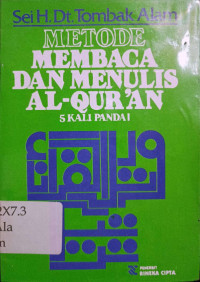 Sei H. Dt. Tombak Alam
METODE
MEMBACA
DAN MENULIS
AL-QUR'AN
5 KALI PANDAI
2X7.3
Ala
n
PENERBIT
RINEKA CIPTA